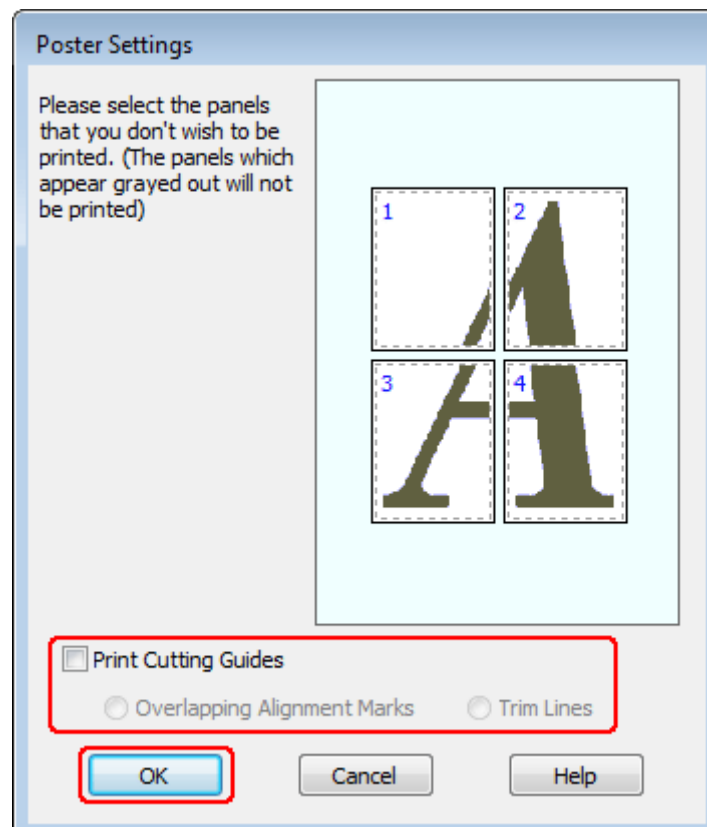 Poster Settings
Please select the panels
that you don't wish to be
printed. (The panels which
appear grayed out will not
be printed)
1 2
3 4
Print Cutting Guides
Overlapping Alignment Marks Trim Lines
OK Cancel Help